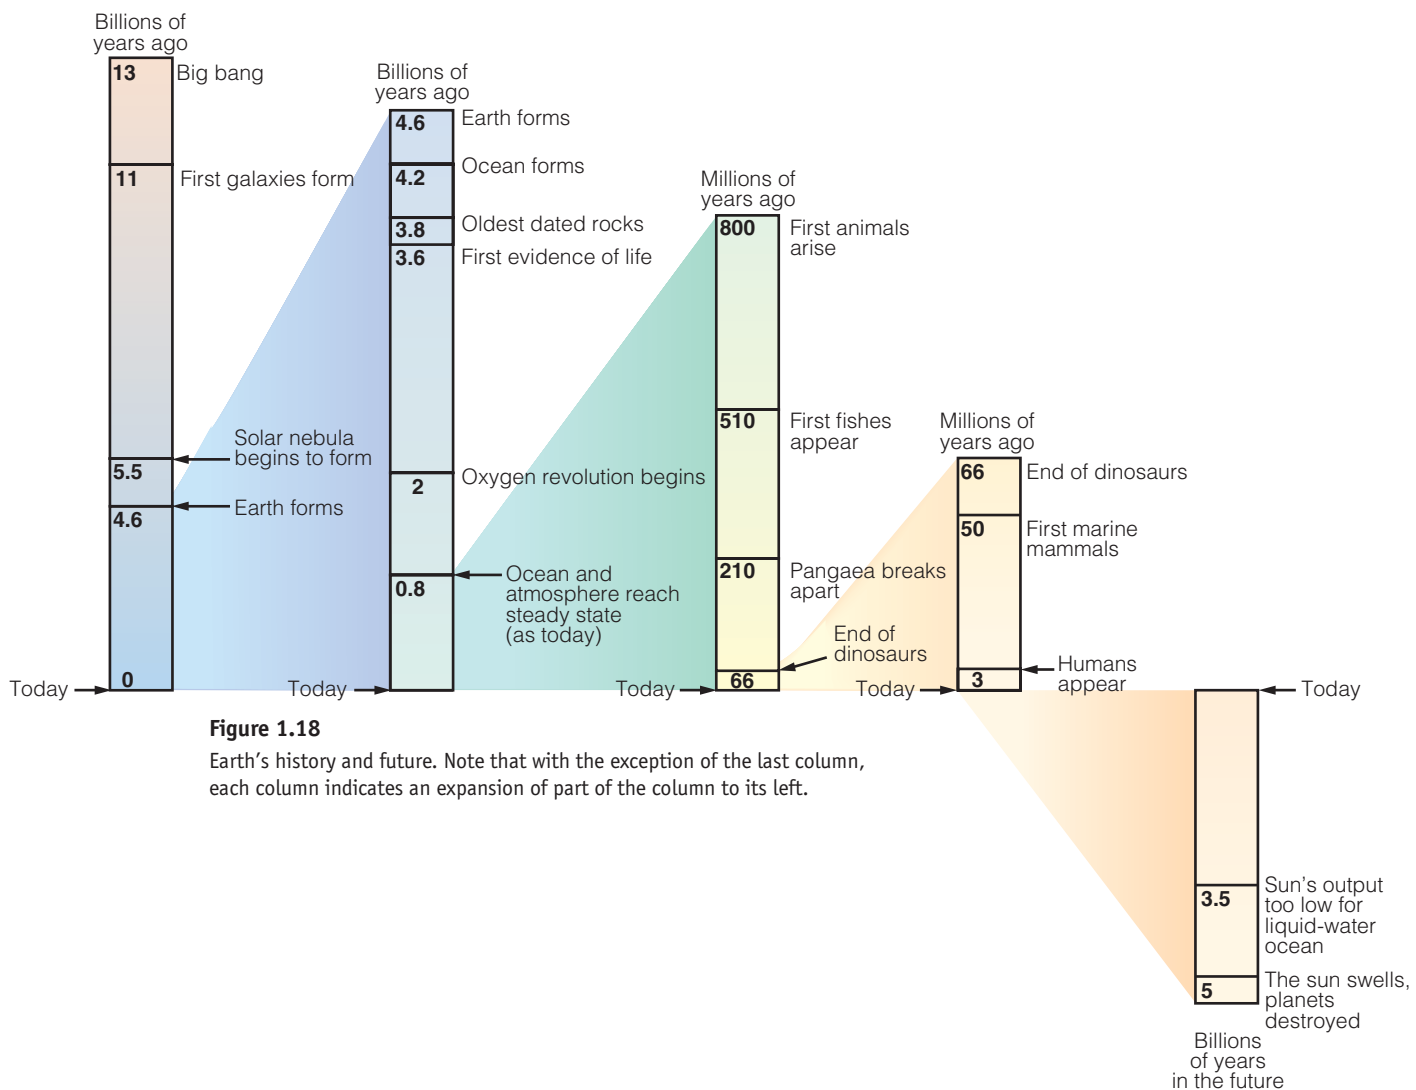 Billions of
years ago
13
Big bang
11
First galaxies form
Solar nebula
begins to form
5.5
Earth forms
4.6
0
Today
Billions of
years ago
4.6
Earth forms
Ocean forms
4.2
Oldest dated rocks
3.8
First evidence of life
3.6
Oxygen revolution begins
2
Ocean and
atmosphere reach
steady state
(as today)
0.8
Today
Millions of
years ago
800
First animals
arise
510
First fishes
appear
210
Pangaea breaks
apart
End of
dinosaurs
66
Today
Millions of
years ago
66
End of dinosaurs
50
First marine
mammals
Humans
appear
3
Today
Today
3.5
Sun's output
too low for
liquid-water
ocean
5
The sun swells,
planets
destroyed
Billions
of years
in the future
Figure 1.18
Earth's history and future. Note that with the exception of the last column,
each column indicates an expansion of part of the column to its left.